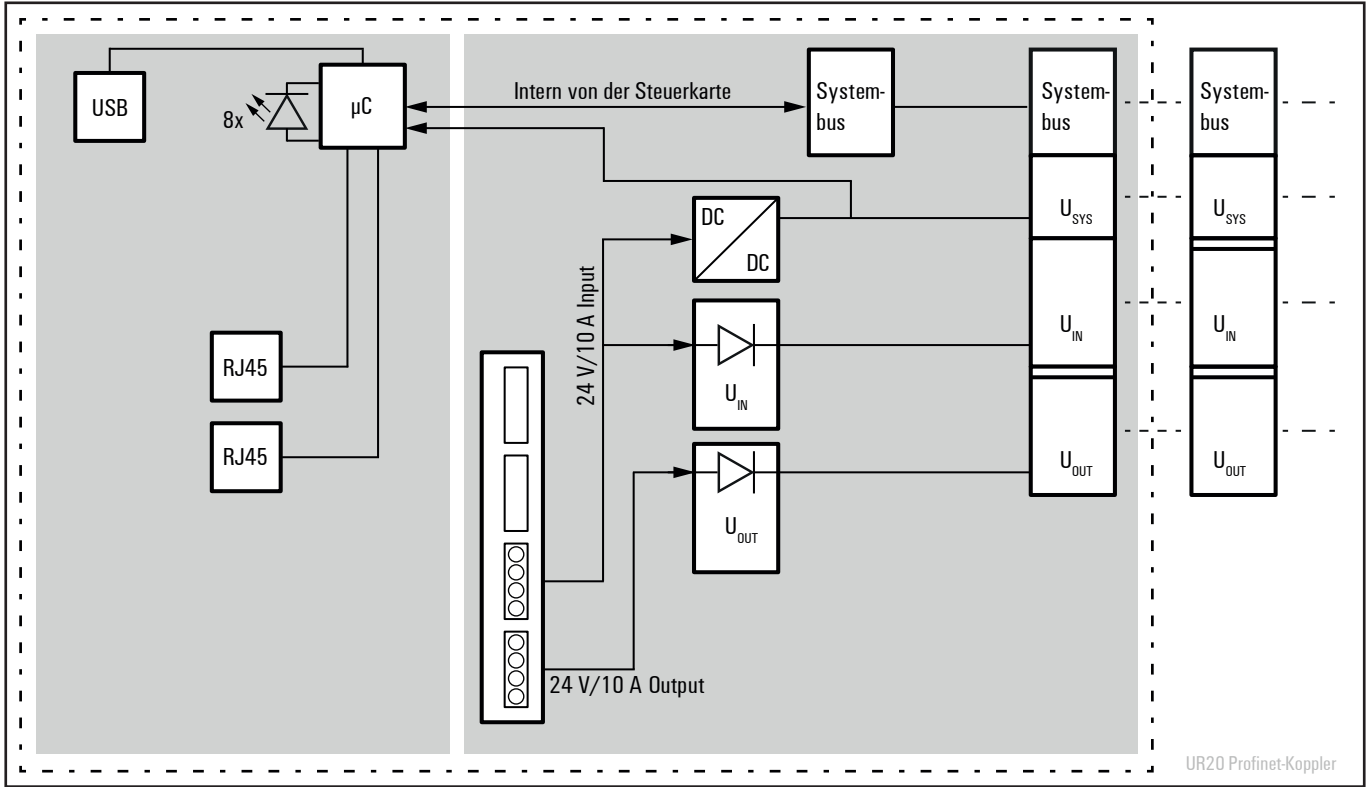 USB
8x
µC
Intern von der Steuerkarte
System-
bus
System-
bus
System-
bus
DC
DC
U SYS
U SYS
24 V/10 A Input
U IN
U IN
U IN
RJ45
RJ45
U OUT
U OUT
U OUT
24 V/10 A Output
UR20 Profinet-Koppler